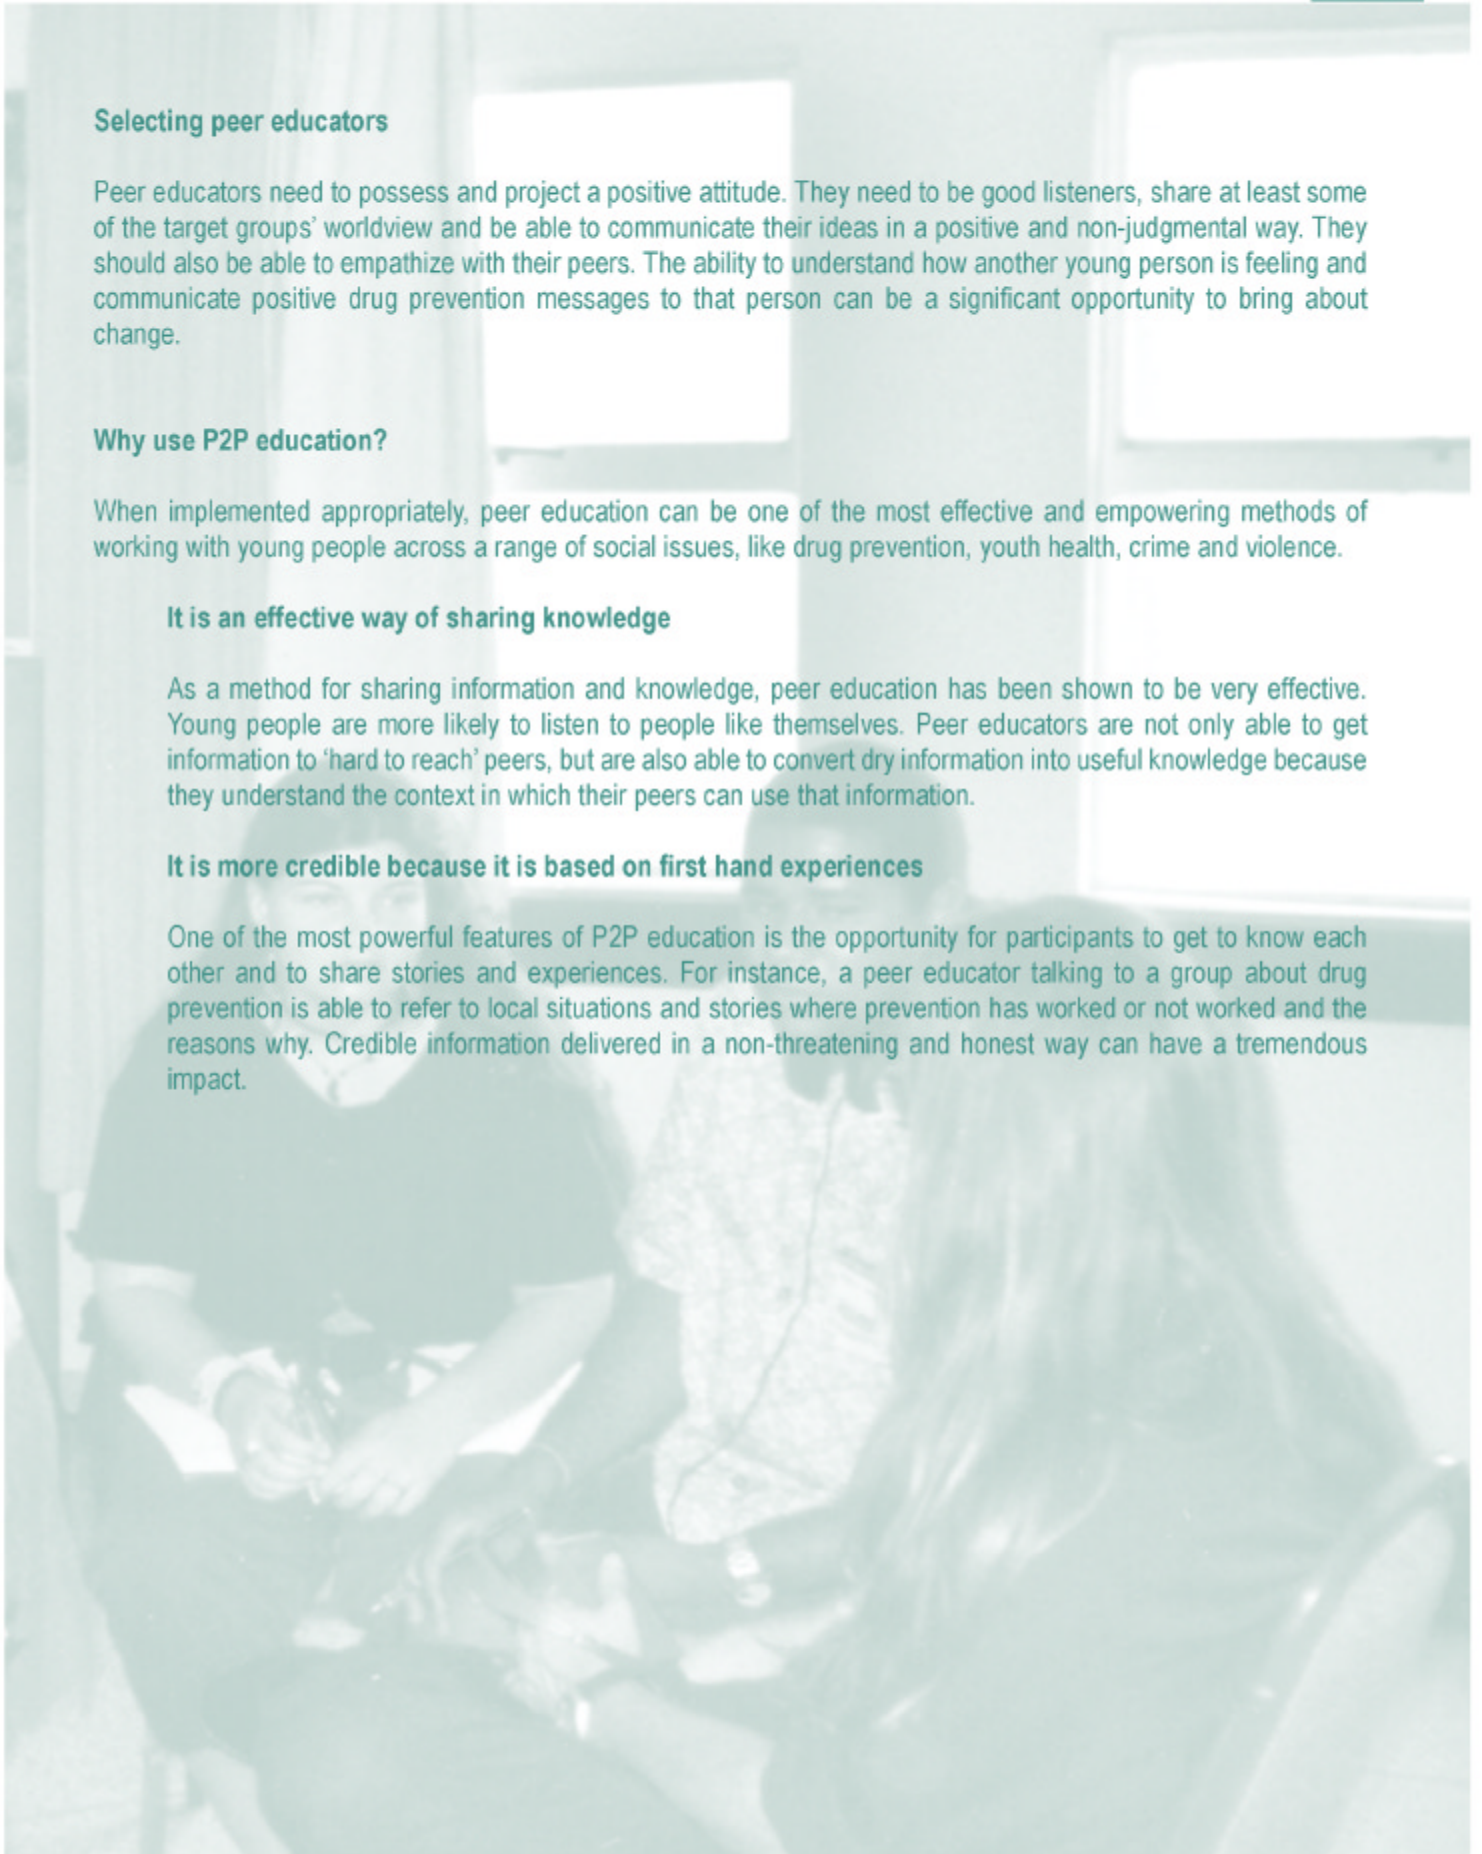 Selecting peer educators
Peer educators need to possess and project a positive attitude. They need to be good listeners, share at least some
of the target groups’ worldview and be able to communicate their ideas in a positive and non-judgmental way. They
should also be able to empathize with their peers. The ability to understand how another young person is feeling and
communicate positive drug prevention messages to that person can be a significant opportunity to bring about
change.
Why use P2P education?
When implemented appropriately, peer education can be one of the most effective and empowering methods of
working with young people across a range of social issues, like drug prevention, youth health, crime and violence.
It is an effective way of sharing knowledge
As a method for sharing information and knowledge, peer education has been shown to be very effective.
Young people are more likely to listen to people like themselves. Peer educators are not only able to get
information to ‘hard to reach’ peers, but are also able to convert dry information into useful knowledge because
they understand the context in which their peers can use that information.
It is more credible because it is based on first hand experiences
One of the most powerful features of P2P education is the opportunity for participants to get to know each
other and to share stories and experiences. For instance, a peer educator talking to a group about drug
prevention is able to refer to local situations and stories where prevention has worked or not worked and the
reasons why. Credible information delivered in a non-threatening and honest way can have a tremendous
impact.